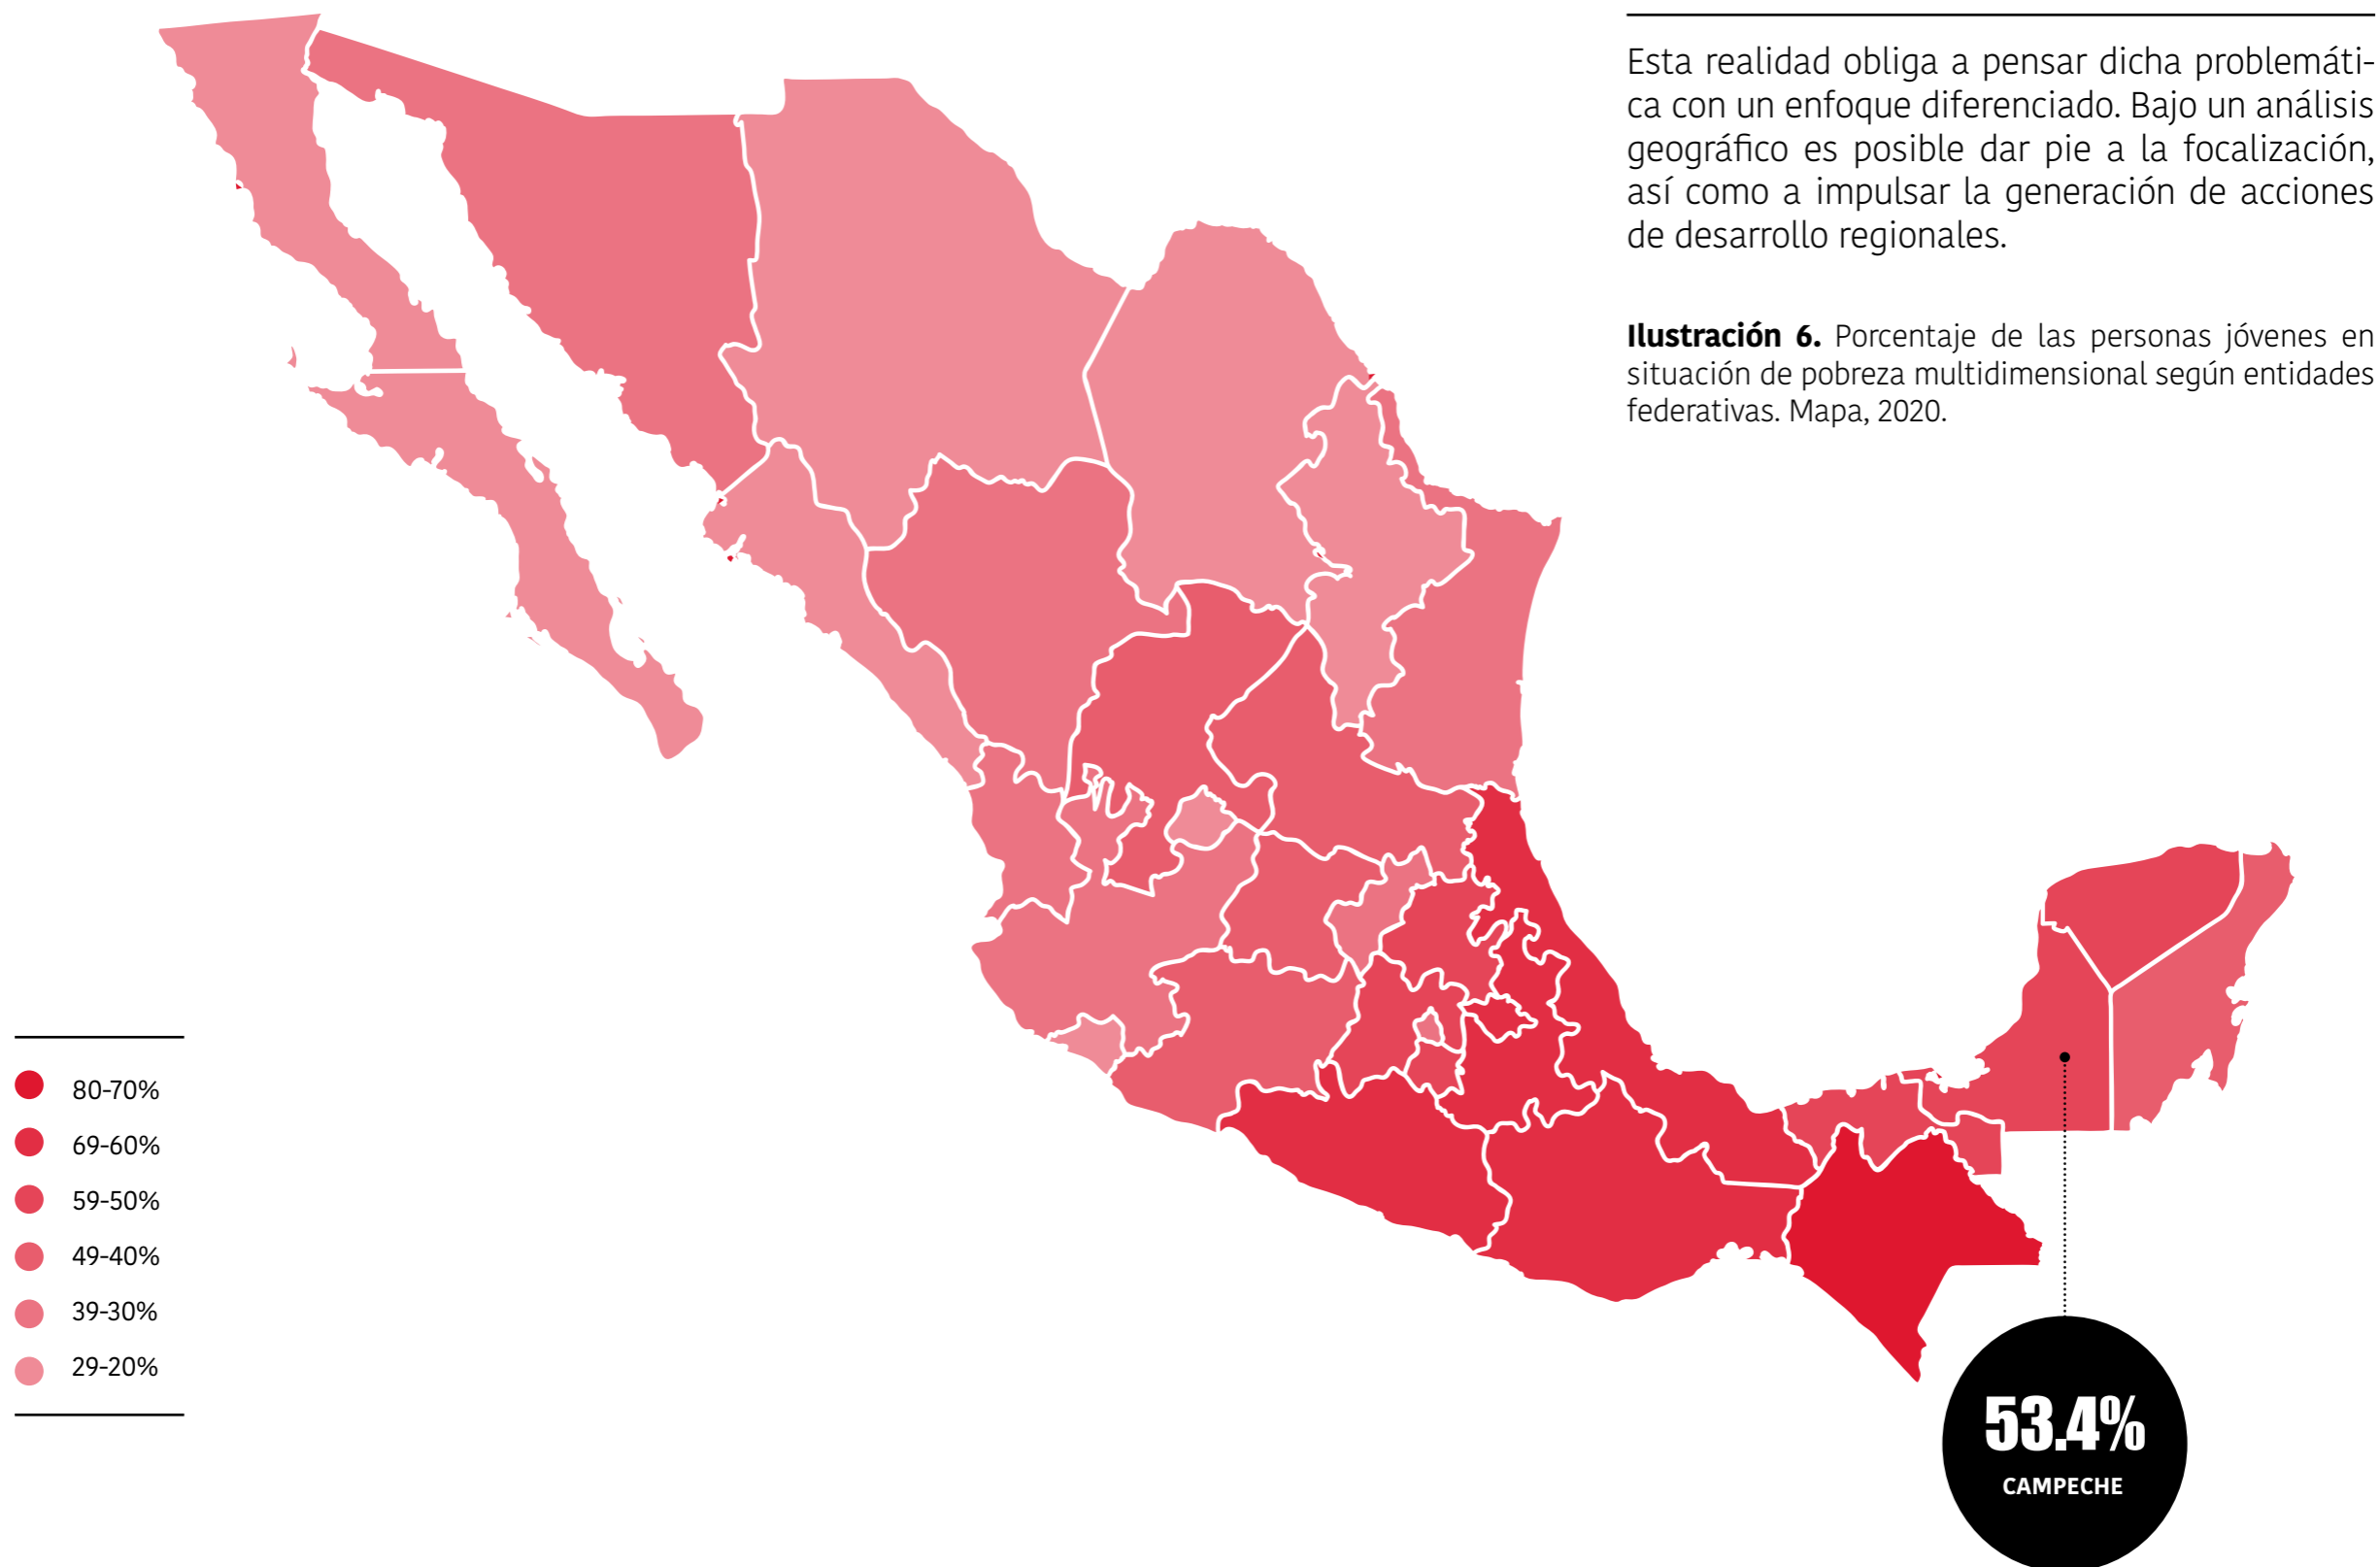 Esta realidad obliga a pensar dicha problemáti-
ca con un enfoque diferenciado. Bajo un análisis
geográfico es posible dar pie a la focalización,
así como a impulsar la generación de acciones
de desarrollo regionales.
Ilustración 6. Porcentaje de las personas jóvenes en
situación de pobreza multidimensional según entidades
federativas. Mapa, 2020.
80-70%
69-60%
59-50%
49-40%
39-30%
29-20%
53.4%
CAMPECHE